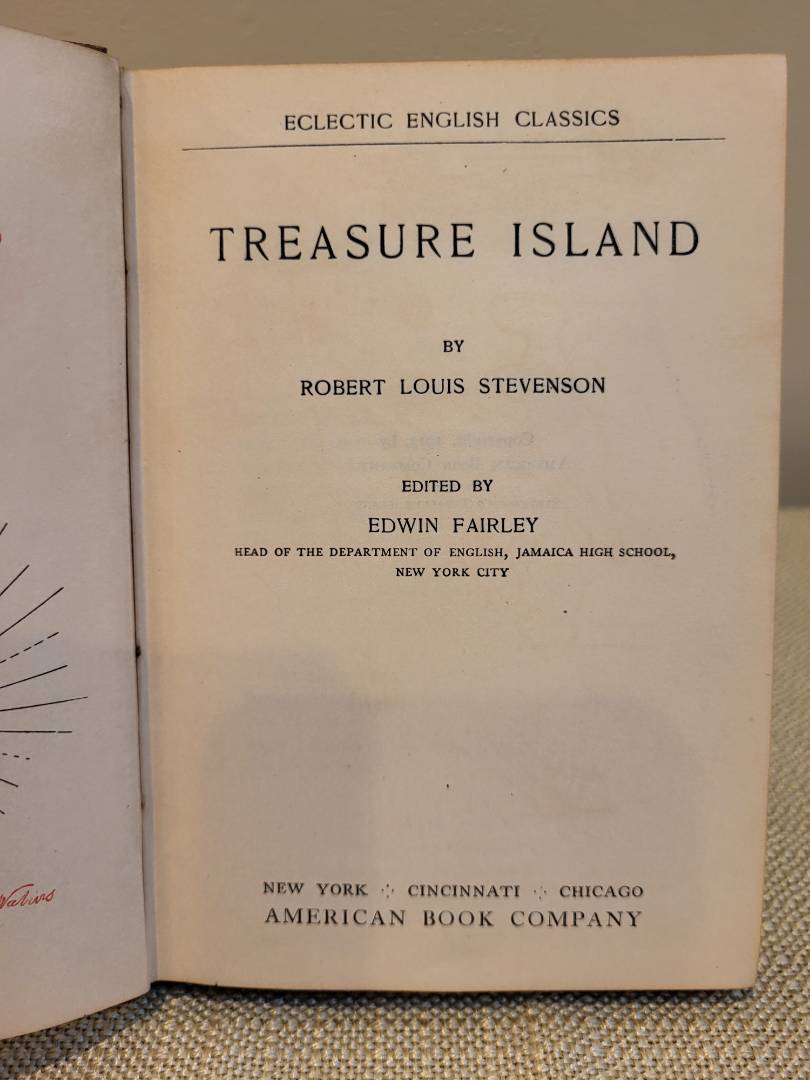 ECLECTIC ENGLISH CLASSICS
TREASURE ISLAND
BY
ROBERT LOUIS STEVENSON
EDITED BY
EDWIN FAIRLEY
HEAD OF THE DEPARTMENT OF ENGLISH, JAMAICA HIGH SCHOOL,
NEW YORK CITY
NEW YORK CINCINNATI CHICAGO
AMERICAN BOOK COMPANY